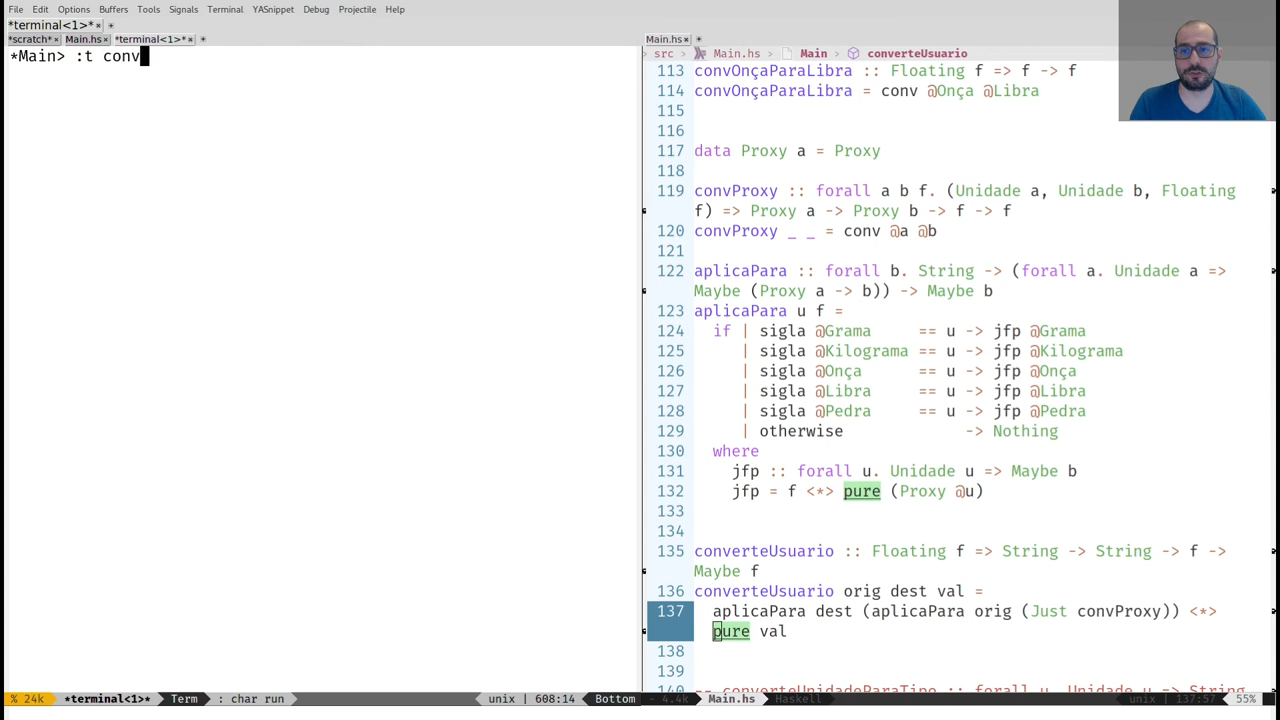 File Edit Options Buffers Tools Signals Terminal YASnippet Debug Projectile Help
*terminal<1>*× +
*scratch*× Main.hs× *terminal<1>*× +
*Main> :t conv
% 24k *terminal<1>* Term : char run unix | 608:14 Bottom
Main.hs× +
src > Main.hs > Main > converteUsuario
113 convOnçaParaLibra :: Floating f => f -> f
114 convOnçaParaLibra = conv @Onça @Libra
115
116
117 data Proxy a = Proxy
118
119 convProxy :: forall a b f. (Unidade a, Unidade b, Floating
f) => Proxy a -> Proxy b -> f -> f
120 convProxy _ _ = conv @a @b
121
122 aplicaPara :: forall b. String -> (forall a. Unidade a =>
Maybe (Proxy a -> b)) -> Maybe b
123 aplicaPara u f =
124 if | sigla @Grama == u -> jfp @Grama
125 | sigla @Kilograma == u -> jfp @Kilograma
126 | sigla @Onça == u -> jfp @Onça
127 | sigla @Libra == u -> jfp @Libra
128 | sigla @Pedra == u -> jfp @Pedra
129 | otherwise -> Nothing
130 where
131 jfp :: forall u. Unidade u => Maybe b
132 jfp = f <*> pure (Proxy @u)
133
134
135 converteUsuario :: Floating f => String -> String -> f ->
Maybe f
136 converteUsuario orig dest val =
137 aplicaPara dest (aplicaPara orig (Just convProxy)) <*>
pure val
138
139
140 -- converteUnidadeParaTipo :: forall u. Unidade u => String
- 4.4k Main.hs Haskell unix | 137:57 55%